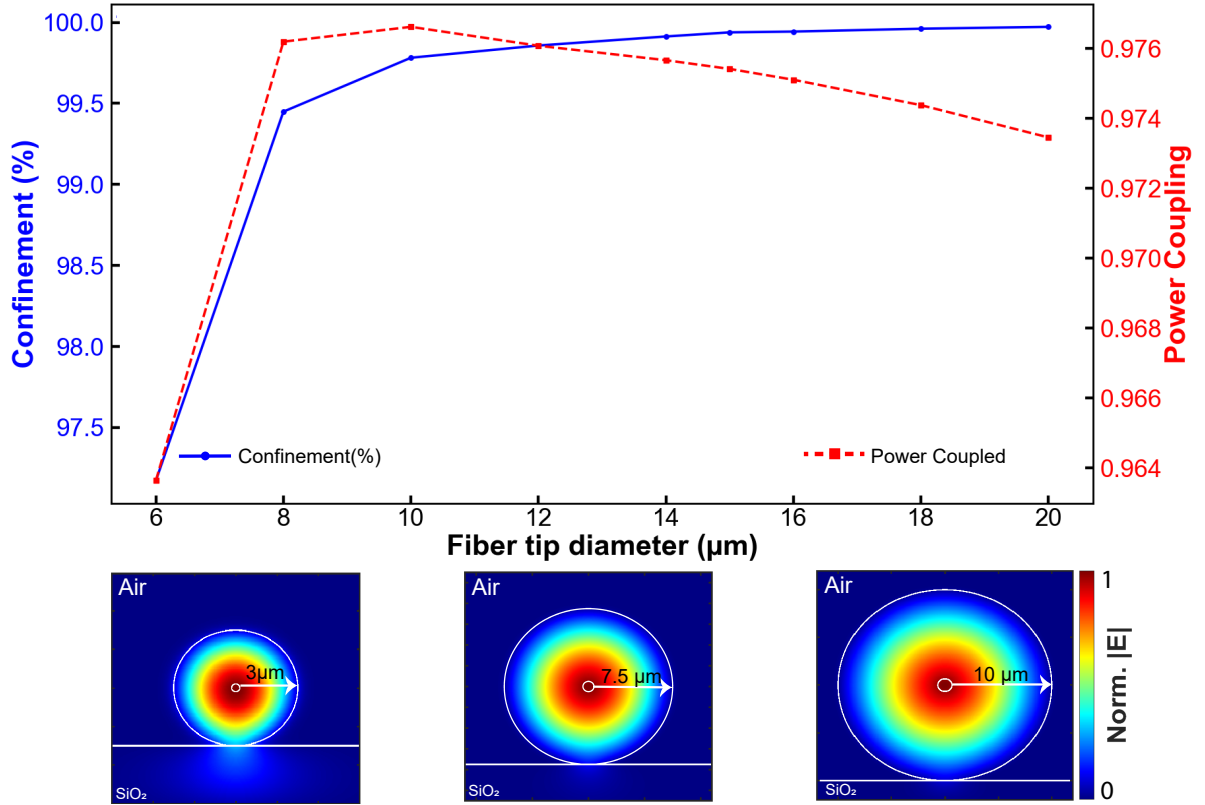 100.0
99.5
99.0
98.5
98.0
97.5
Confinement (%)
0.976
0.974
0.972
0.970
0.968
0.966
0.964
Power Coupling
Confinement(%)
Power Coupled
6 8 10 12 14 16 18 20
Fiber tip diameter (µm)
Air
3µm
SiO₂
Air
7.5 µm
SiO₂
Air
10 µm
SiO₂
1
0
Norm. |E|